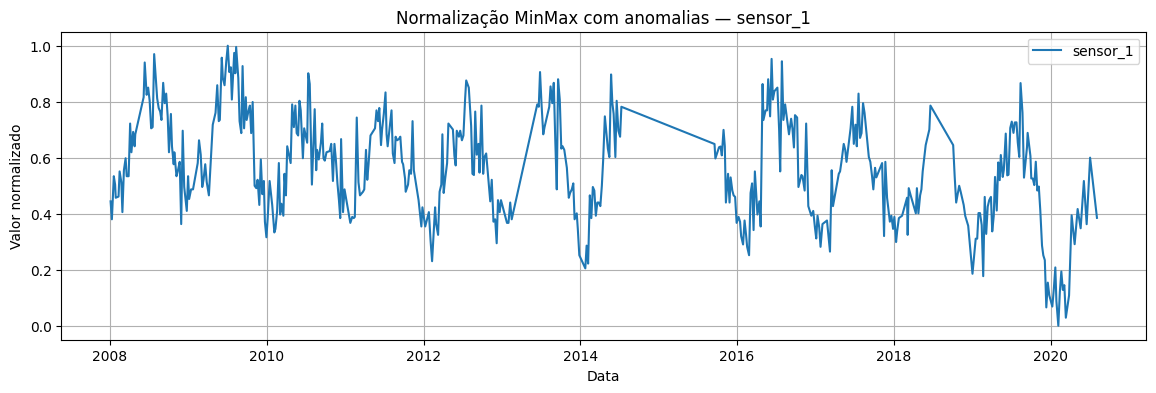 Normalização MinMax com anomalias — sensor_1
sensor_1
Valor normalizado
1.0
0.8
0.6
0.4
0.2
0.0
2008 2010 2012 2014 2016 2018 2020
Data